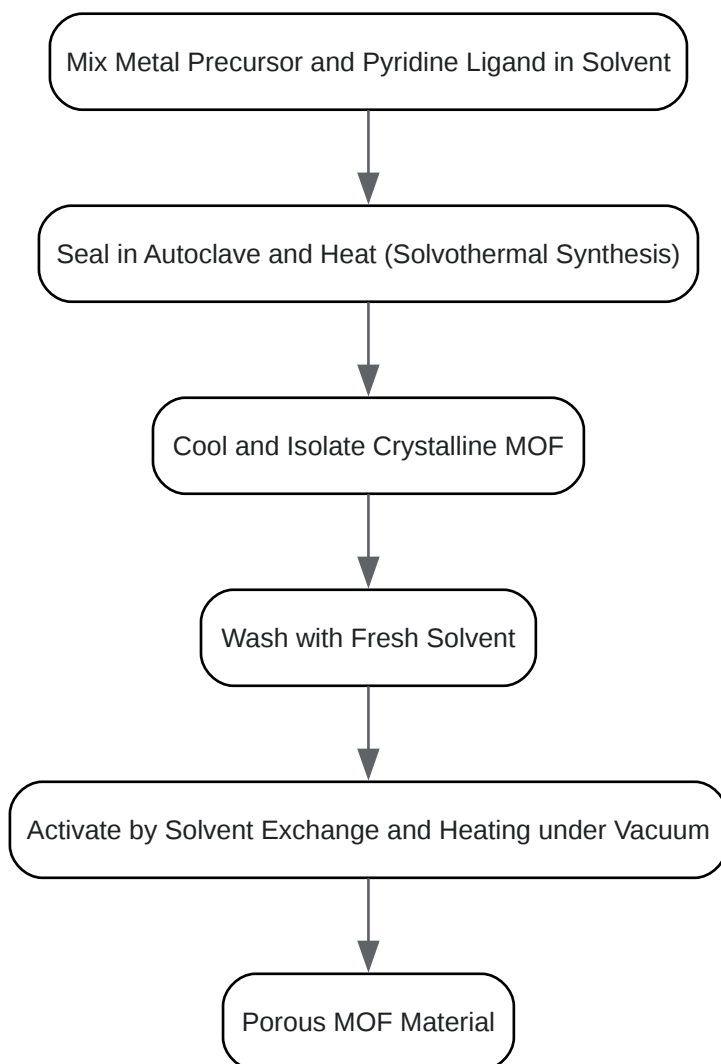 Mix Metal Precursor and Pyridine Ligand in Solvent
Seal in Autoclave and Heat (Solvothermal Synthesis)
Cool and Isolate Crystalline MOF
Wash with Fresh Solvent
Activate by Solvent Exchange and Heating under Vacuum
Porous MOF Material